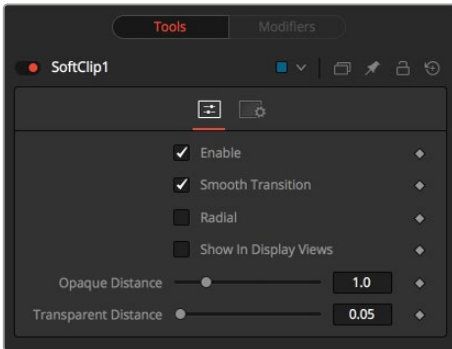 Tools Modifiers
SoftClip1
Enable
Smooth Transition
Radial
Show In Display Views
Opaque Distance 1.0
Transparent Distance 0.05